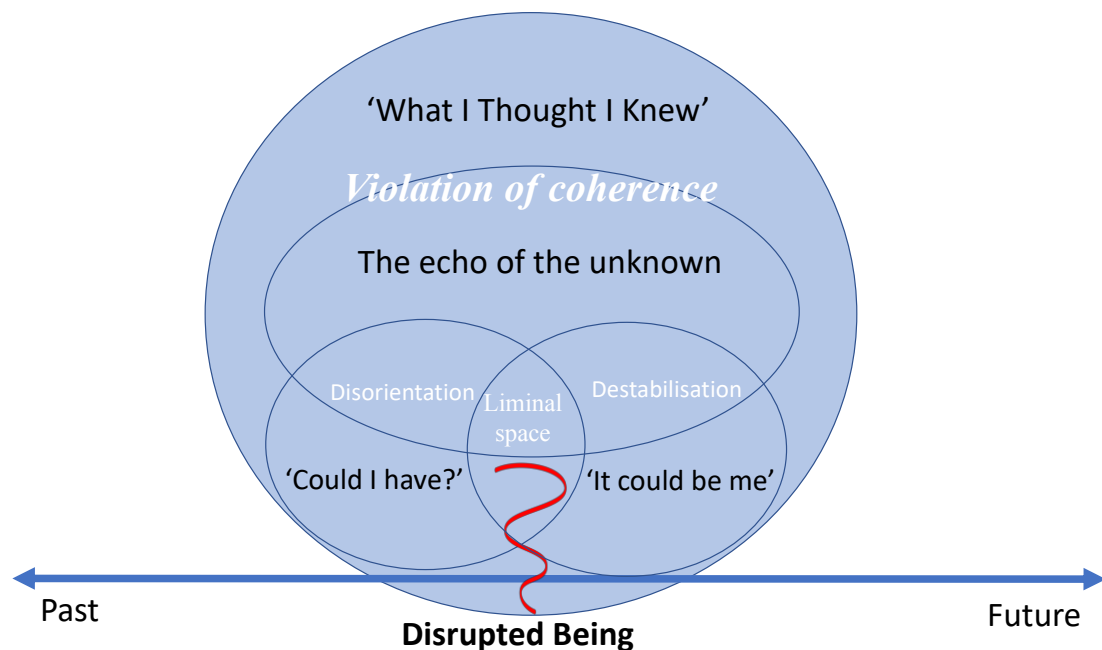 ‘What I Thought I Knew’
Violation of coherence
The echo of the unknown
Disorientation
Liminal
space
Destabilisation
‘Could I have?’
‘It could be me’
Past
Disrupted Being
Future